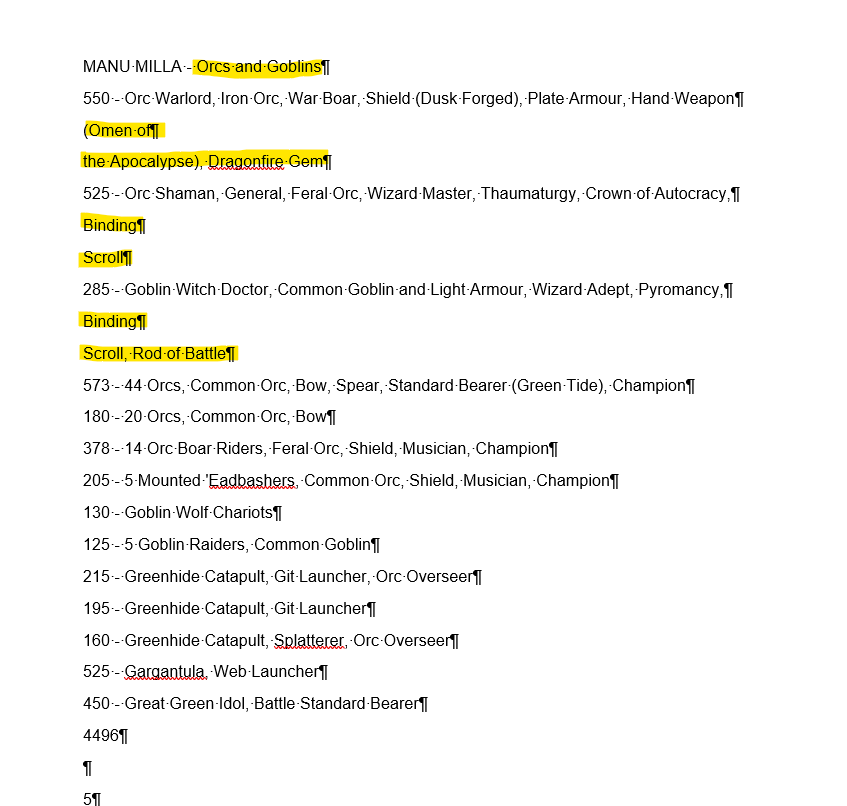 MANU MILLA - Orcs and Goblins¶
550 - Orc Warlord, Iron Orc, War Boar, Shield (Dusk Forged), Plate Armour, Hand Weapon¶
(Omen of¶
the Apocalypse), Dragonfire Gem¶
525 - Orc Shaman, General, Feral Orc, Wizard Master, Thaumaturgy, Crown of Autocracy,¶
Binding¶
Scroll¶
285 - Goblin Witch Doctor, Common Goblin and Light Armour, Wizard Adept, Pyromancy,¶
Binding¶
Scroll, Rod of Battle¶
573 - 44 Orcs, Common Orc, Bow, Spear, Standard Bearer (Green Tide), Champion¶
180 - 20 Orcs, Common Orc, Bow¶
378 - 14 Orc Boar Riders, Feral Orc, Shield, Musician, Champion¶
205 - 5 Mounted 'Eadbashers, Common Orc, Shield, Musician, Champion¶
130 - Goblin Wolf Chariots¶
125 - 5 Goblin Raiders, Common Goblin¶
215 - Greenhide Catapult, Git Launcher, Orc Overseer¶
195 - Greenhide Catapult, Git Launcher¶
160 - Greenhide Catapult, Splatterer, Orc Overseer¶
525 - Gargantula, Web Launcher¶
450 - Great Green Idol, Battle Standard Bearer¶
4496¶
¶
5¶